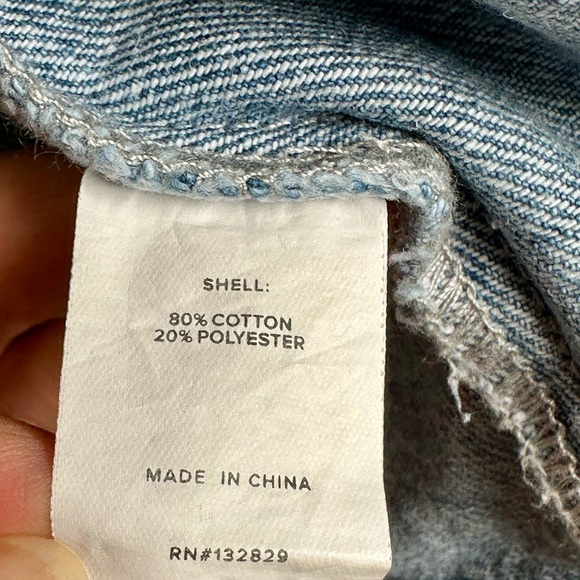 SHELL:
80% COTTON
20% POLYESTER
MADE IN CHINA
RN#132829